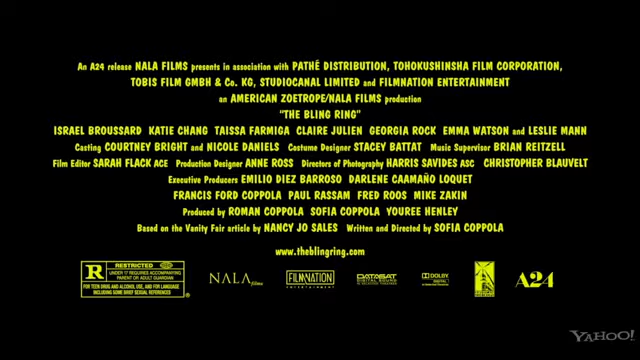 An A24 release NALA FILMS presents in association with PATHÉ DISTRIBUTION, TOHOKUSHINSHA FILM CORPORATION,
TOBIS FILM GMBH & Co. KG, STUDIOCANAL LIMITED and FILMNATION ENTERTAINMENT
an AMERICAN ZOETROPE/NALA FILMS production
"THE BLING RING"
ISRAEL BROUSSARD KATIE CHANG TAISSA FARMIGA CLAIRE JULIEN GEORGIA ROCK EMMA WATSON and LESLIE MANN
Casting COURTNEY BRIGHT and NICOLE DANIELS Costume Designer STACEY BATTAT Music Supervisor BRIAN REITZELL
Film Editor SARAH FLACK ACE Production Designer ANNE ROSS Directors of Photography HARRIS SAVIDES ASC CHRISTOPHER BLAUVELT
Executive Producers EMILIO DIEZ BARROSO DARLENE CAAMAÑO LOQUET
FRANCIS FORD COPPOLA PAUL RASSAM FRED ROOS MIKE ZAKIN
Produced by ROMAN COPPOLA SOFIA COPPOLA YOUREE HENLEY
Based on the Vanity Fair article by NANCY JO SALES Written and Directed by SOFIA COPPOLA
www.theblingring.com
R RESTRICTED
UNDER 17 REQUIRES ACCOMPANYING
PARENT OR ADULT GUARDIAN
FOR TEEN DRUG AND ALCOHOL USE, AND FOR LANGUAGE
INCLUDING SOME BRIEF SEXUAL REFERENCES
®
NALA films
FILMNATION
entertainment
DATASAT
DIGITAL SOUND
DOLBY
DIGITAL
A24
YAHOO!